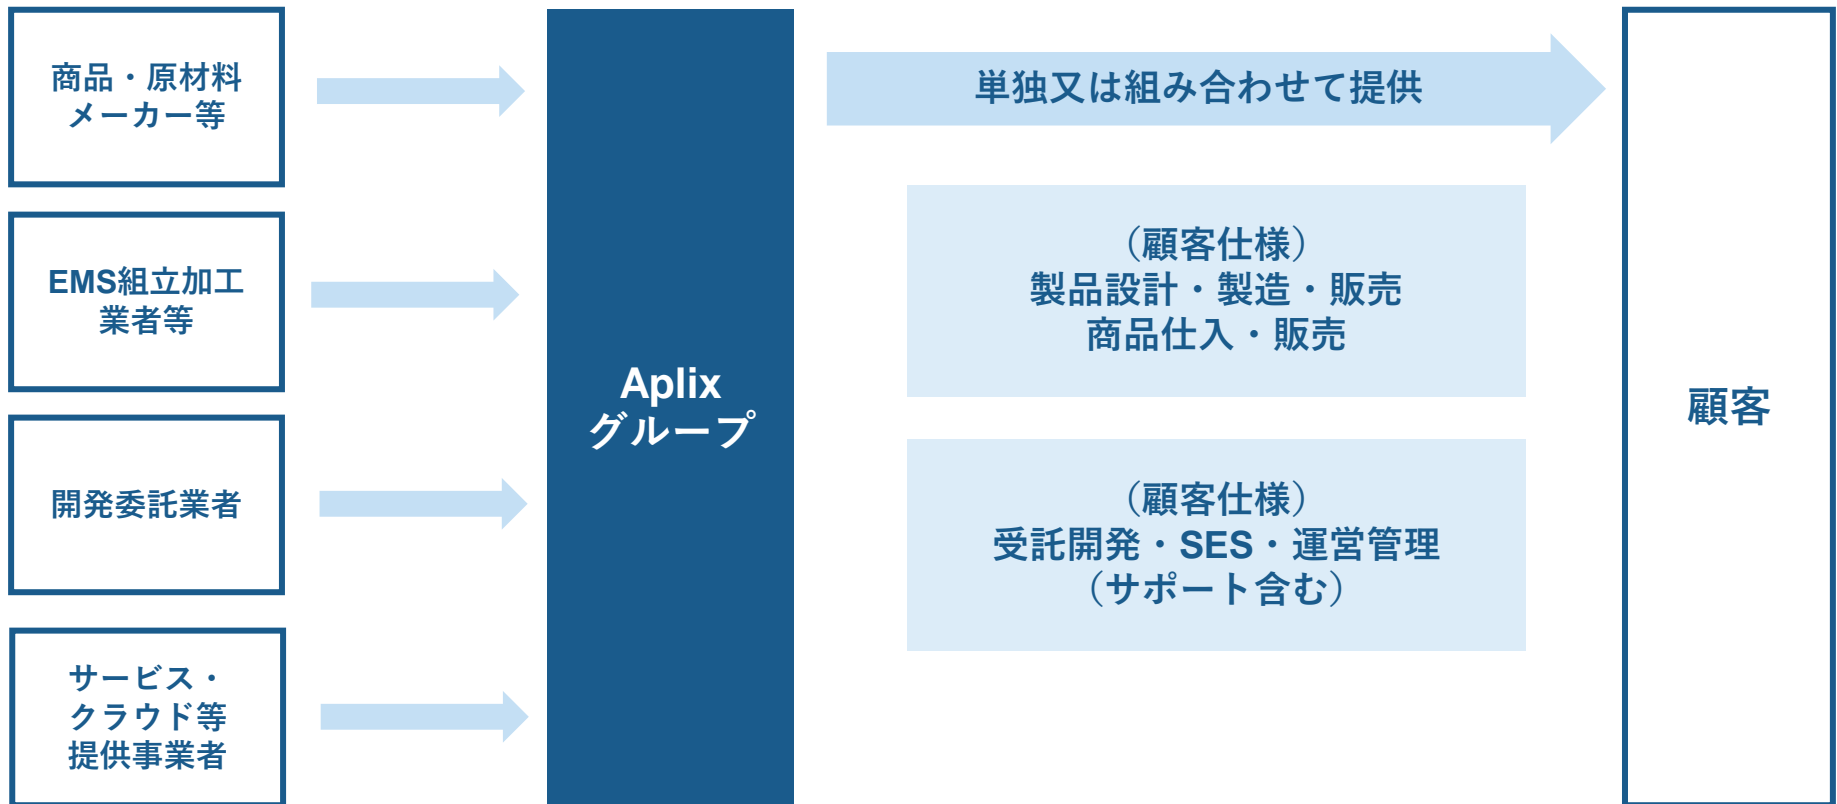 商品・原材料
メーカー等
EMS組立加工
業者等
開発委託業者
サービス・
クラウド等
提供事業者
Aplix
グループ
単独又は組み合わせて提供
（顧客仕様）
製品設計・製造・販売
商品仕入・販売
（顧客仕様）
受託開発・SES・運営管理
（サポート含む）
顧客